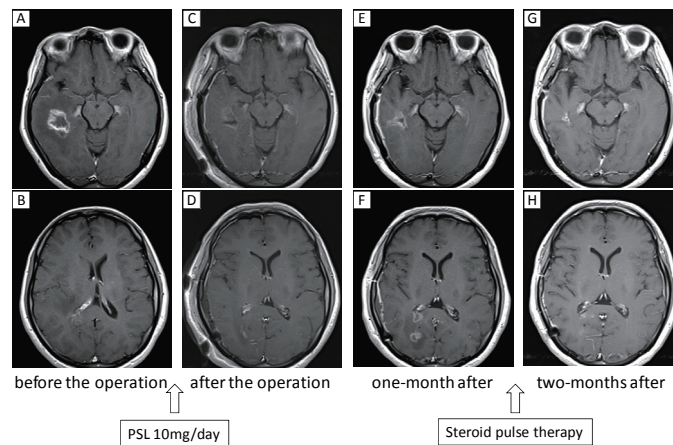 A
C
E
G
B
D
F
H
before the operation
after the operation
one-month after
two-months after
PSL 10mg/day
Steroid pulse therapy